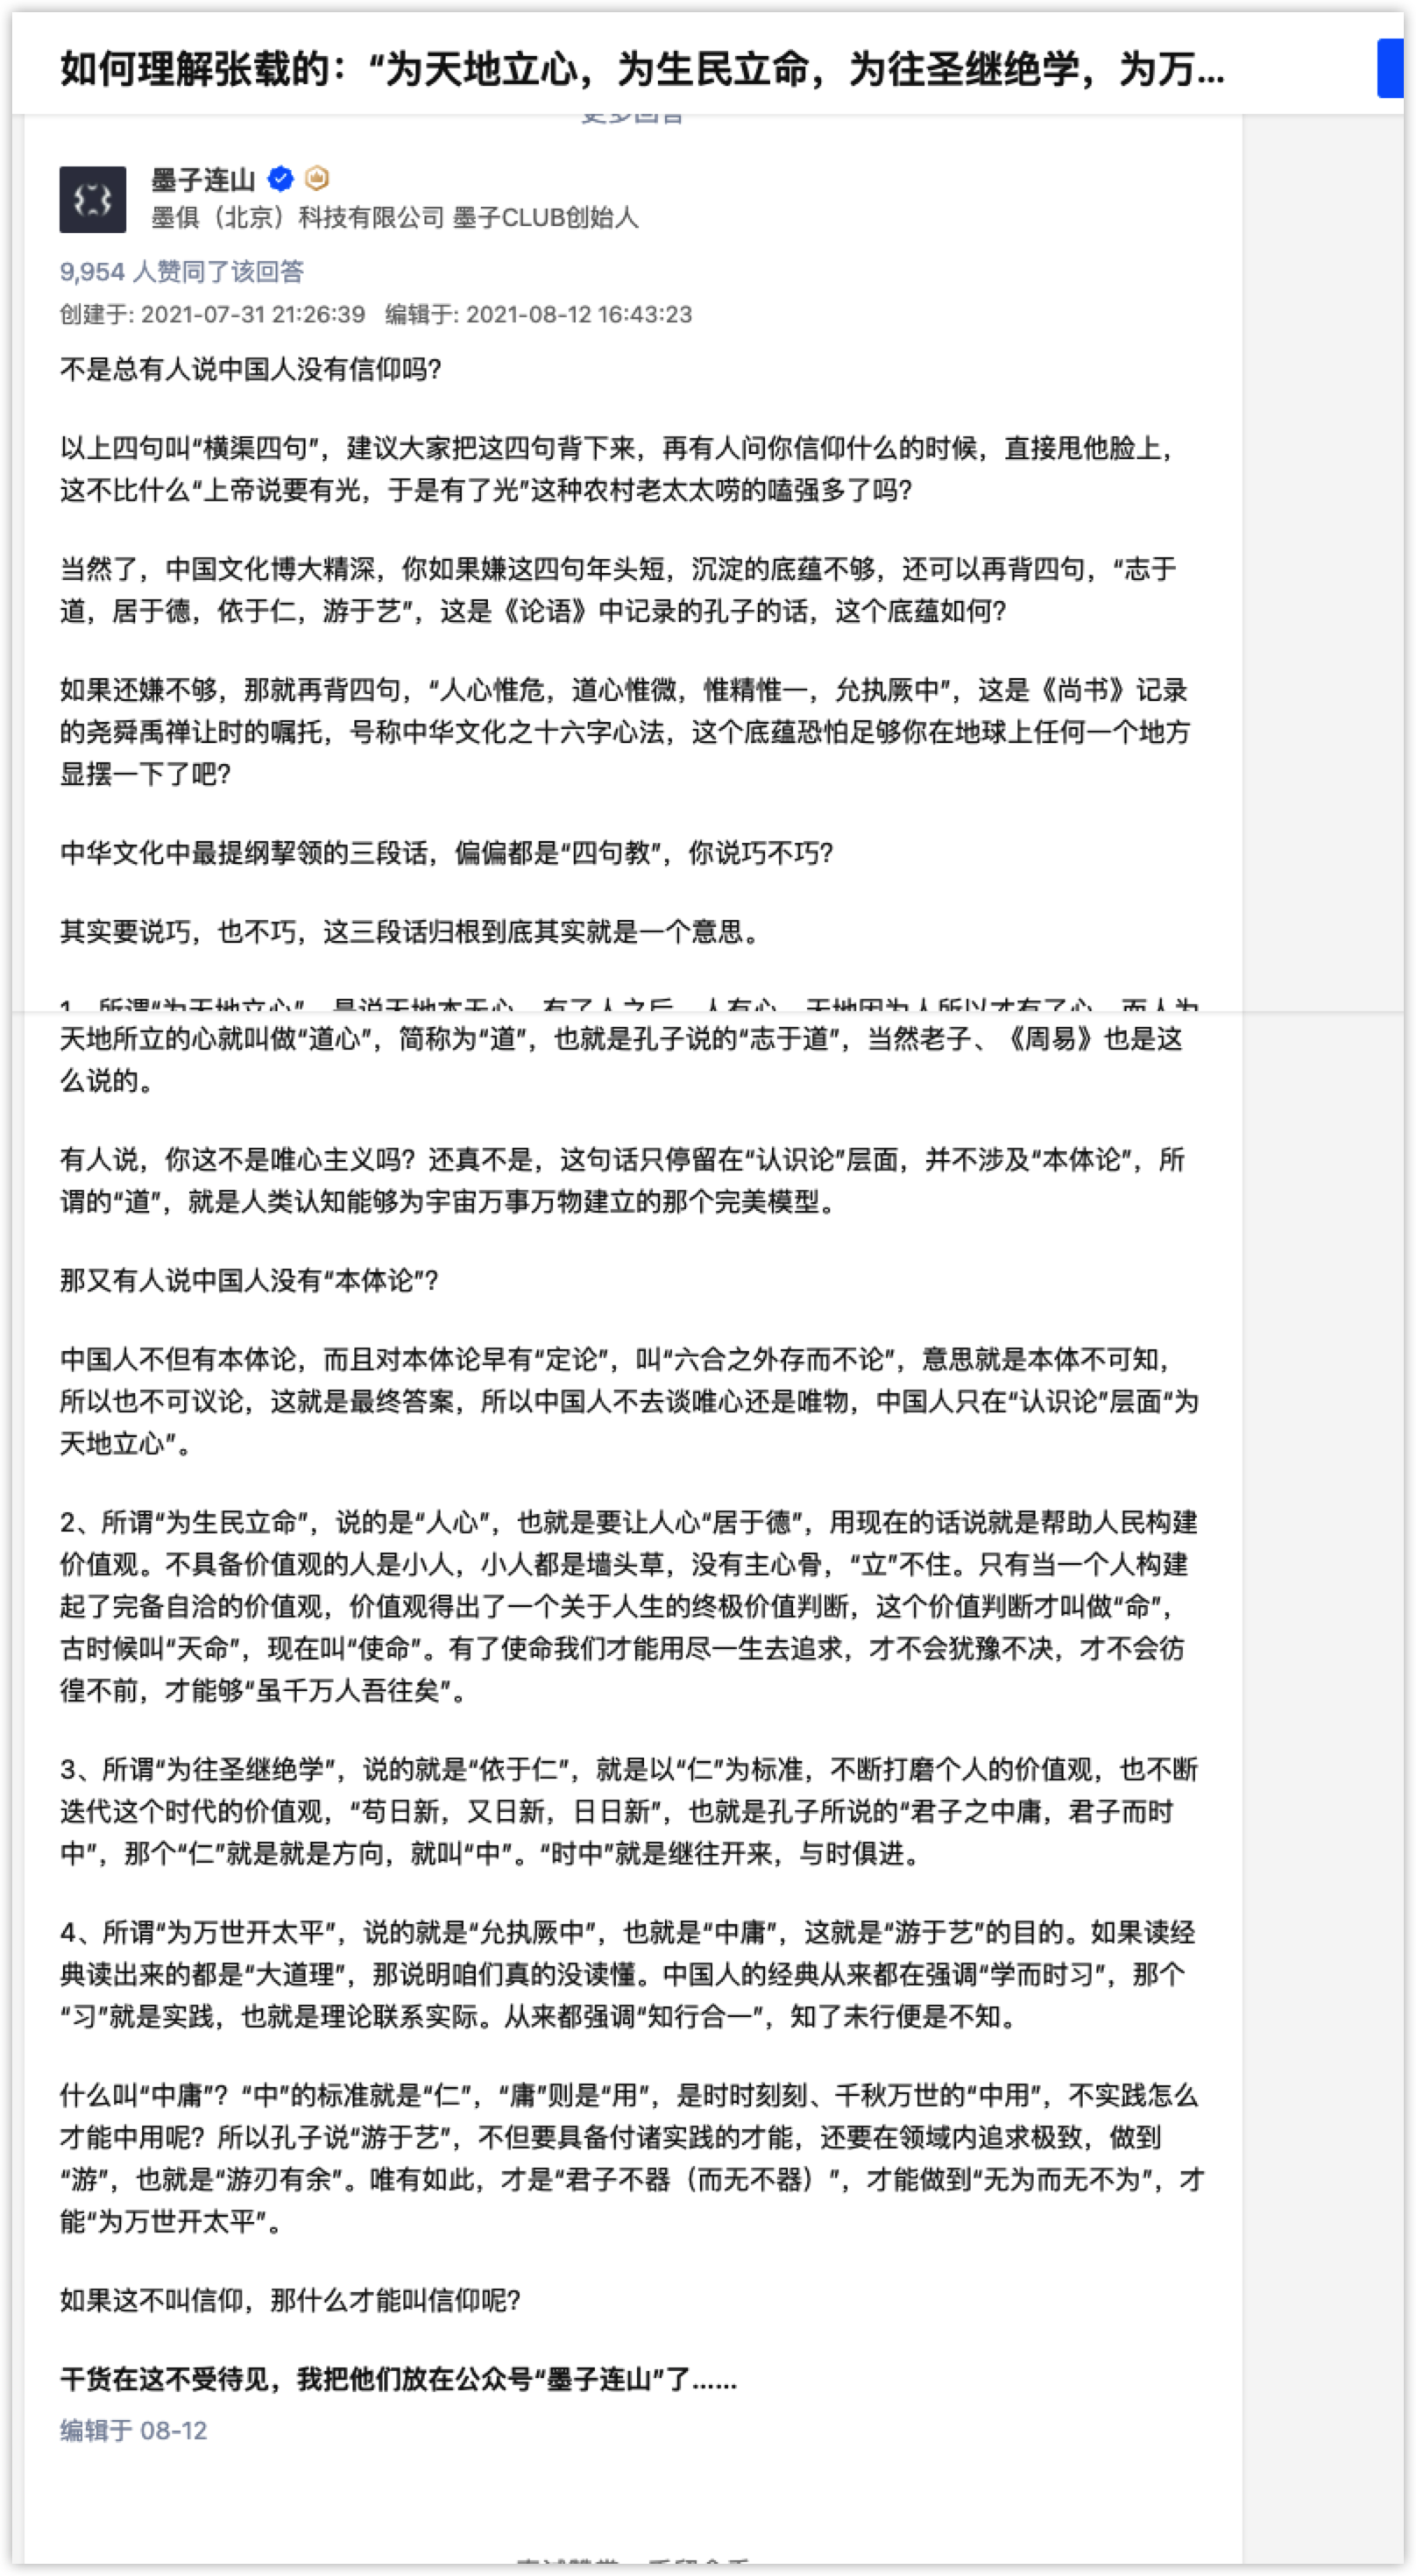 如何理解张载的：“为天地立心，为生民立命，为往圣继绝学，为万...
更多回答
墨子连山
墨俱（北京）科技有限公司 墨子CLUB创始人
9,954 人赞同了该回答
创建于: 2021-07-31 21:26:39 编辑于: 2021-08-12 16:43:23
不是总有人说中国人没有信仰吗?
以上四句叫“横渠四句”，建议大家把这四句背下来，再有人问你信仰什么的时候，直接甩他脸上，
这不比什么“上帝说要有光，于是有了光”这种农村老太太唠的嗑强多了吗?
当然了，中国文化博大精深，你如果嫌这四句年头短，沉淀的底蕴不够，还可以再背四句，“志于
道，居于德，依于仁，游于艺”，这是《论语》中记录的孔子的话，这个底蕴如何?
如果还嫌不够，那就再背四句，“人心惟危，道心惟微，惟精惟一，允执厥中”，这是《尚书》记录
的尧舜禹禅让时的嘱托，号称中华文化之十六字心法，这个底蕴恐怕足够你在地球上任何一个地方
显摆一下了吧?
中华文化中最提纲挈领的三段话，偏偏都是“四句教”，你说巧不巧?
其实要说巧，也不巧，这三段话归根到底其实就是一个意思。
1、所谓“为天地立心”，是说天地本无心，有了人之后，人有心，天地因为人所以才有了心，而人为
天地所立的心就叫做“道心”，简称为“道”，也就是孔子说的“志于道”，当然老子、《周易》也是这
么说的。
有人说，你这不是唯心主义吗? 还真不是，这句话只停留在“认识论”层面，并不涉及“本体论”，所
谓的“道”，就是人类认知能够为宇宙万事万物建立的那个完美模型。
那又有人说中国人没有“本体论”?
中国人不但有本体论，而且对本体论早有“定论”，叫“六合之外存而不论”，意思就是本体不可知，
所以也不可议论，这就是最终答案，所以中国人不去谈唯心还是唯物，中国人只在“认识论”层面“为
天地立心”。
2、所谓“为生民立命”，说的是“人心”，也就是要让人心“居于德”，用现在的话说就是帮助人民构建
价值观。不具备价值观的人是小人，小人都是墙头草，没有主心骨，“立”不住。只有当一个人构建
起了完备自洽的价值观，价值观得出了一个关于人生的终极价值判断，这个价值判断才叫做“命”，
古时候叫“天命”，现在叫“使命”。有了使命我们才能用尽一生去追求，才不会犹豫不决，才不会彷
徨不前，才能够“虽千万人吾往矣”。
3、所谓“为往圣继绝学”，说的就是“依于仁”，就是以“仁”为标准，不断打磨个人的价值观，也不断
迭代这个时代的价值观，“苟日新，又日新，日日新”，也就是孔子所说的“君子之中庸，君子而时
中”，那个“仁”就是就是方向，就叫“中”。“时中”就是继往开来，与时俱进。
4、所谓“为万世开太平”，说的就是“允执厥中”，也就是“中庸”，这就是“游于艺”的目的。如果读经
典读出来的都是“大道理”，那说明咱们真的没读懂。中国人的经典从来都在强调“学而时习”，那个
“习”就是实践，也就是理论联系实际。从来都强调“知行合一”，知了未行便是不知。
什么叫“中庸”? “中”的标准就是“仁”，“庸”则是“用”，是时时刻刻、千秋万世的“中用”，不实践怎么
才能中用呢? 所以孔子说“游于艺”，不但要具备付诸实践的才能，还要在领域内追求极致，做到
“游”，也就是“游刃有余”。唯有如此，才是“君子不器（而无不器）”，才能做到“无为而无不为”，才
能“为万世开太平”。
如果这不叫信仰，那什么才能叫信仰呢?
干货在这不受待见，我把他们放在公众号“墨子连山”了......
编辑于 08-12